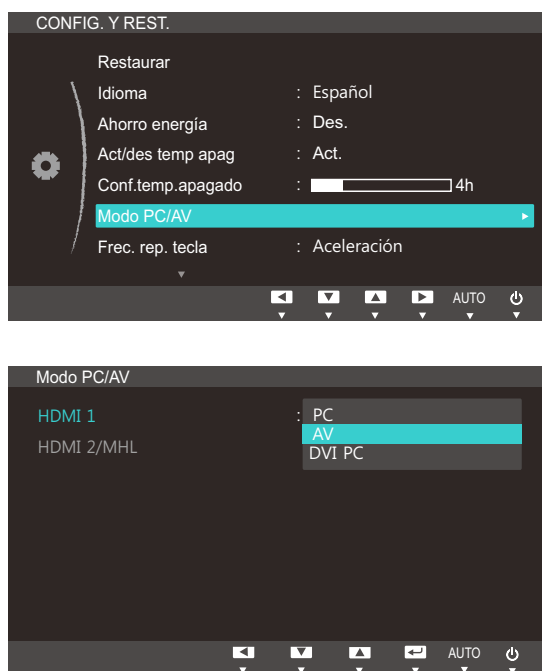 CONFIG. Y REST.
Restaurar
Idioma : Español
Ahorro energía : Des.
Act/des temp apag : Act.
Conf.temp.apagado : 4h
Modo PC/AV
Frec. rep. tecla : Aceleración
AUTO
Modo PC/AV
HDMI 1 : PC
AV
HDMI 2/MHL
DVI PC
AUTO